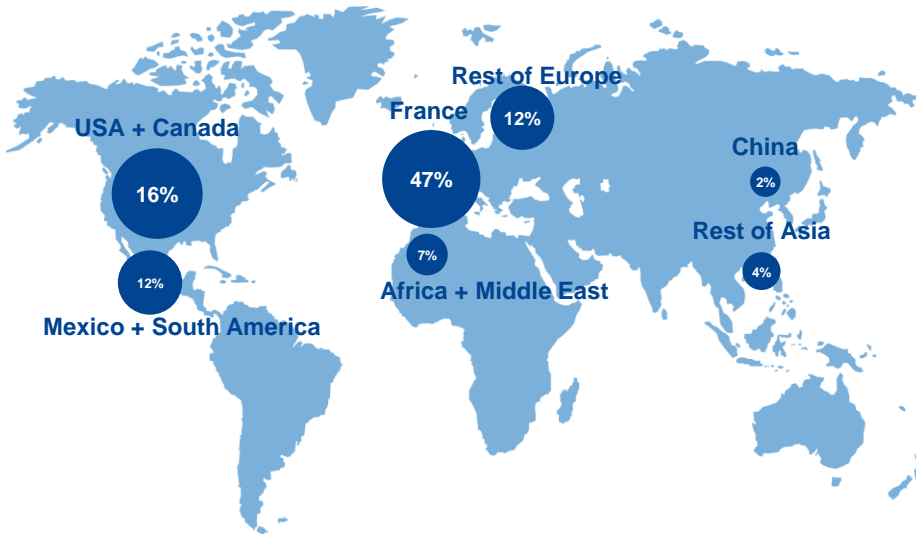 Rest of Europe
12%
France
47%
USA + Canada
16%
China
2%
Rest of Asia
4%
7%
Africa + Middle East
12%
Mexico + South America